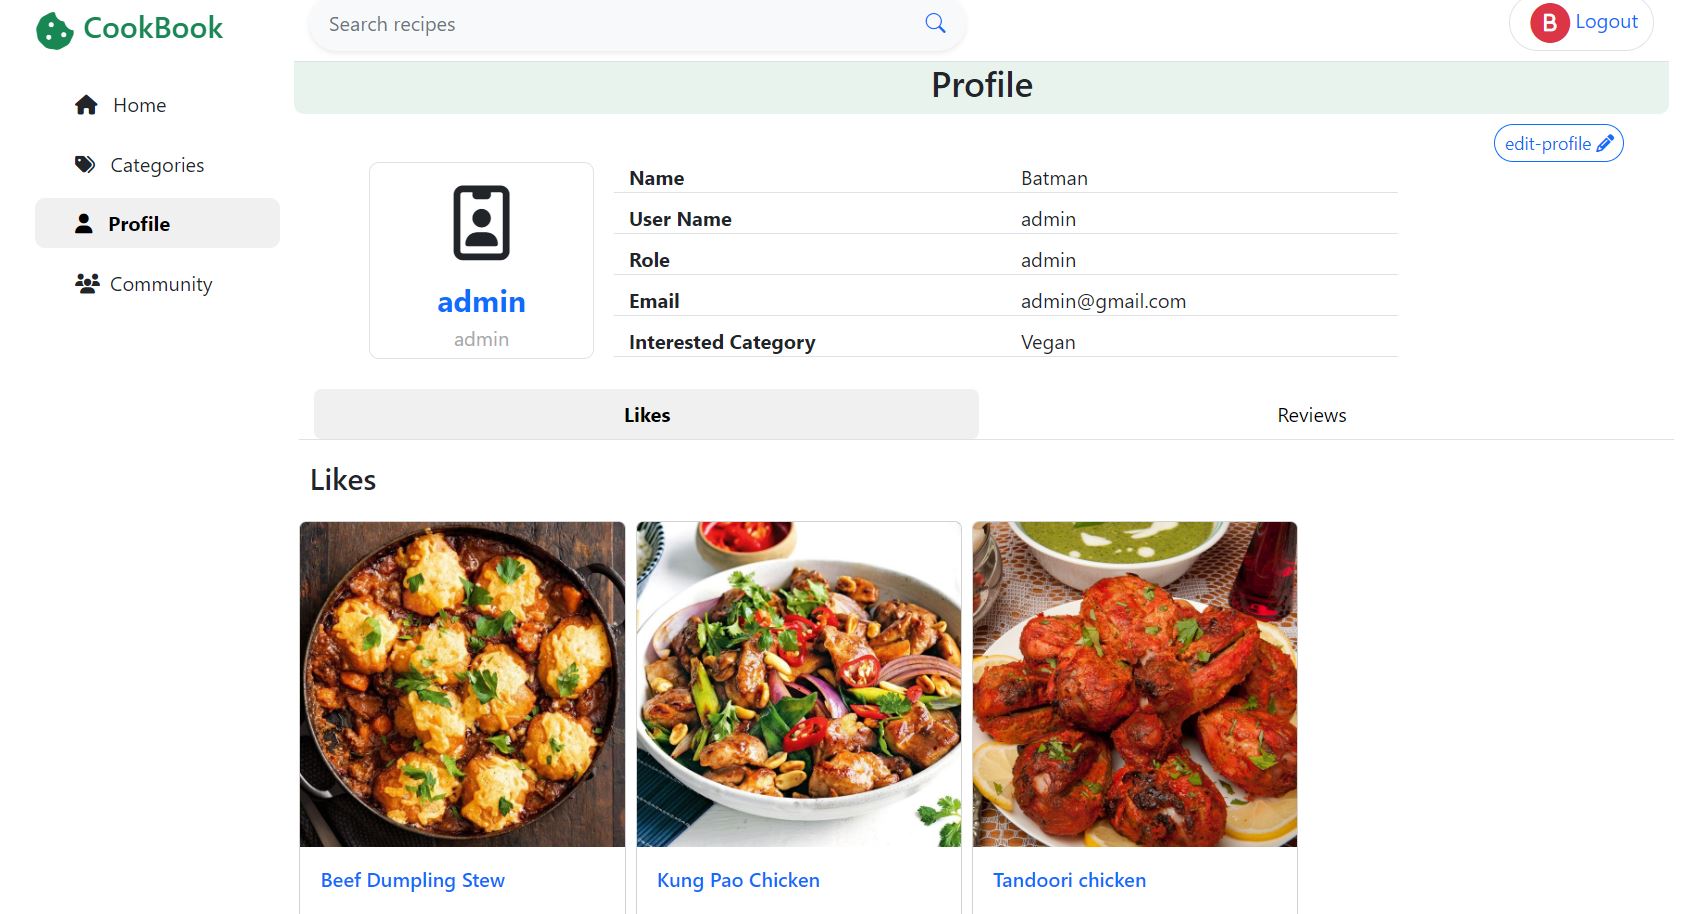 CookBook
Search recipes
B Logout
Home
Categories
Profile
Community
Profile
edit-profile
admin
admin
Name Batman
User Name admin
Role admin
Email admin@gmail.com
Interested Category Vegan
Likes Reviews
Likes
Beef Dumpling Stew
Kung Pao Chicken
Tandoori chicken